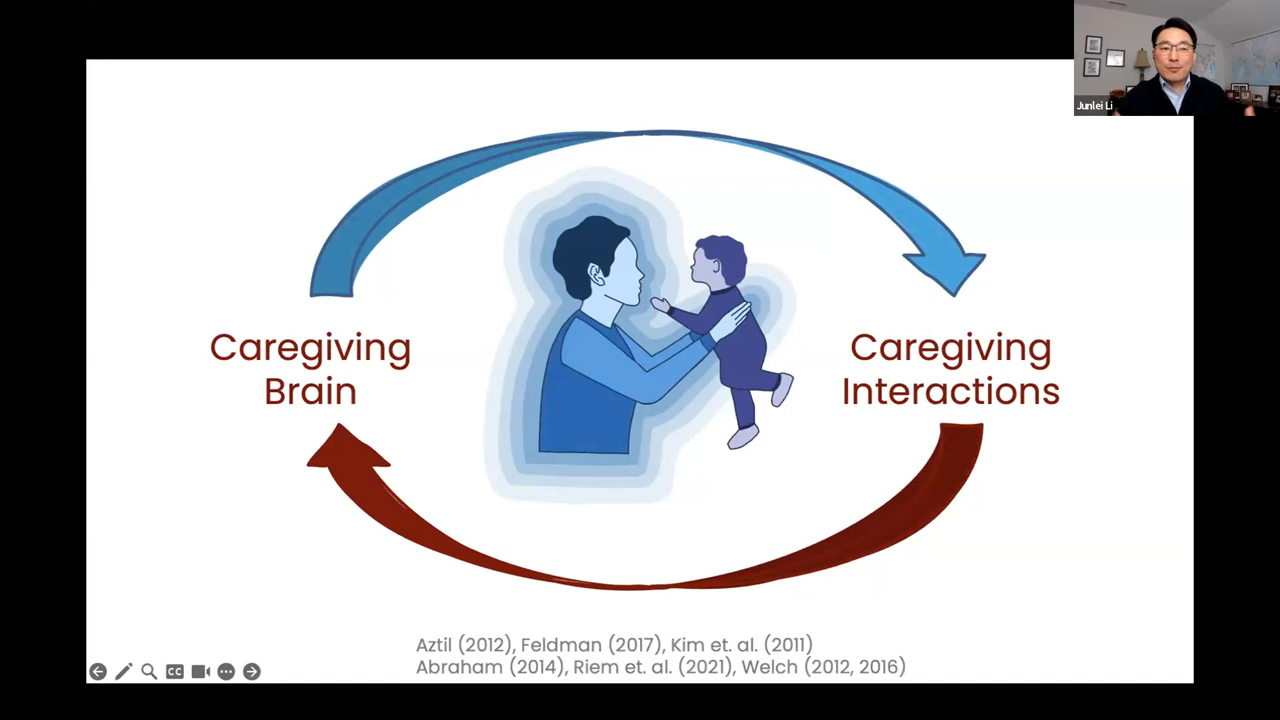 Junlei Li
Caregiving
Brain
Caregiving
Interactions
Aztil (2012), Feldman (2017), Kim et. al. (2011)
Abraham (2014), Riem et. al. (2021), Welch (2012, 2016)
CC